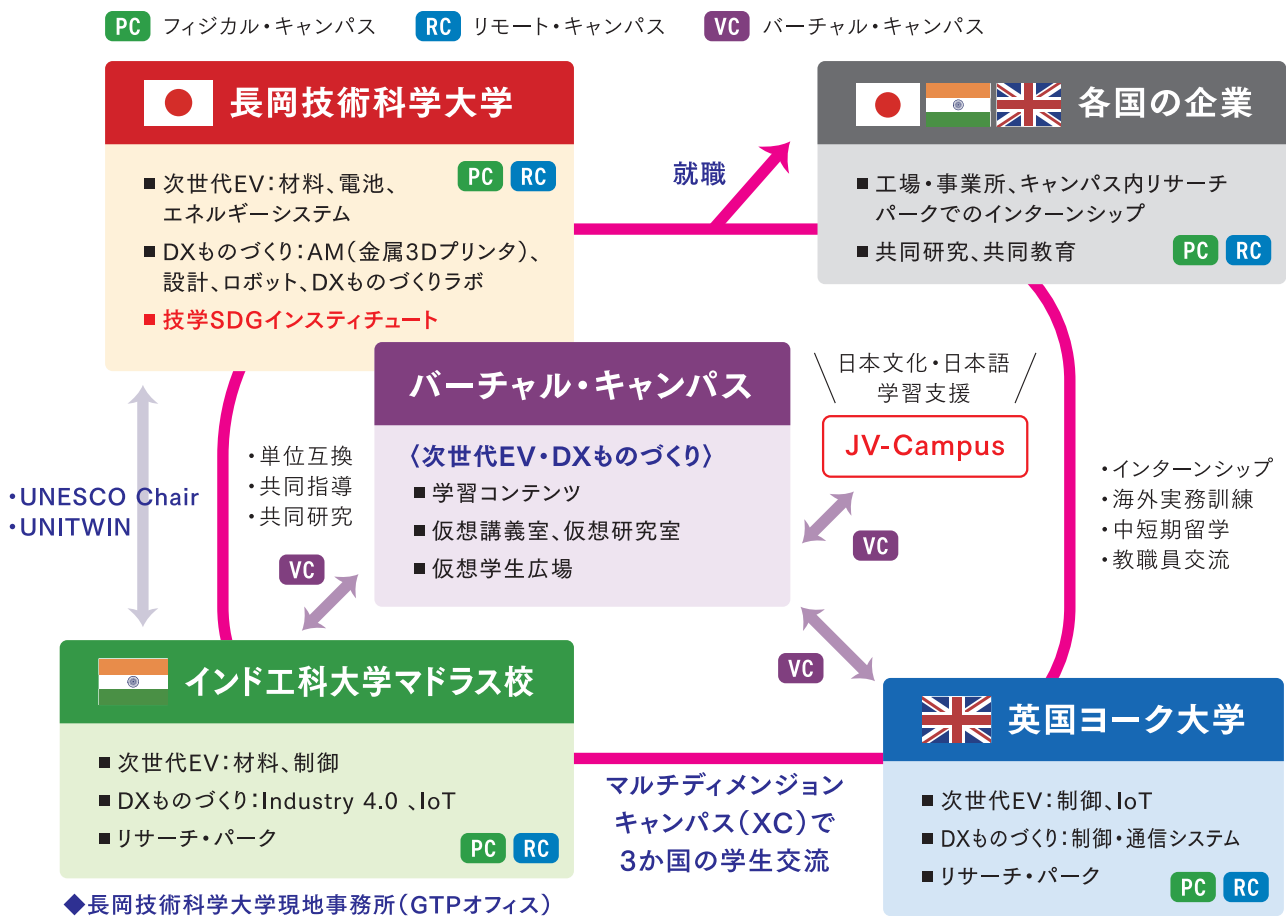 PC フィジカル・キャンパス RC リモート・キャンパス VC バーチャル・キャンパス
長岡技術科学大学
■ 次世代EV：材料、電池、
エネルギーシステム
PC RC
■ DXものづくり：AM（金属3Dプリンタ）、
設計、ロボット、DXものづくりラボ
■ 技学SDGインスティチュート
就職
各国の企業
■ 工場・事業所、キャンパス内リサーチ
パークでのインターンシップ
■ 共同研究、共同教育
PC RC
バーチャル・キャンパス
〈次世代EV・DXものづくり〉
■ 学習コンテンツ
■ 仮想講義室、仮想研究室
■ 仮想学生広場
日本文化・日本語
学習支援
JV-Campus
・UNESCO Chair
・UNITWIN
・単位互換
・共同指導
・共同研究
VC
VC
VC
・インターンシップ
・海外実務訓練
・中短期留学
・教職員交流
インド工科大学マドラス校
■ 次世代EV：材料、制御
■ DXものづくり：Industry 4.0 、IoT
■ リサーチ・パーク
PC RC
◆長岡技術科学大学現地事務所（GTPオフィス）
マルチディメンジョン
キャンパス（XC）で
3か国の学生交流
英国ヨーク大学
■ 次世代EV：制御、IoT
■ DXものづくり：制御・通信システム
■ リサーチ・パーク
PC RC